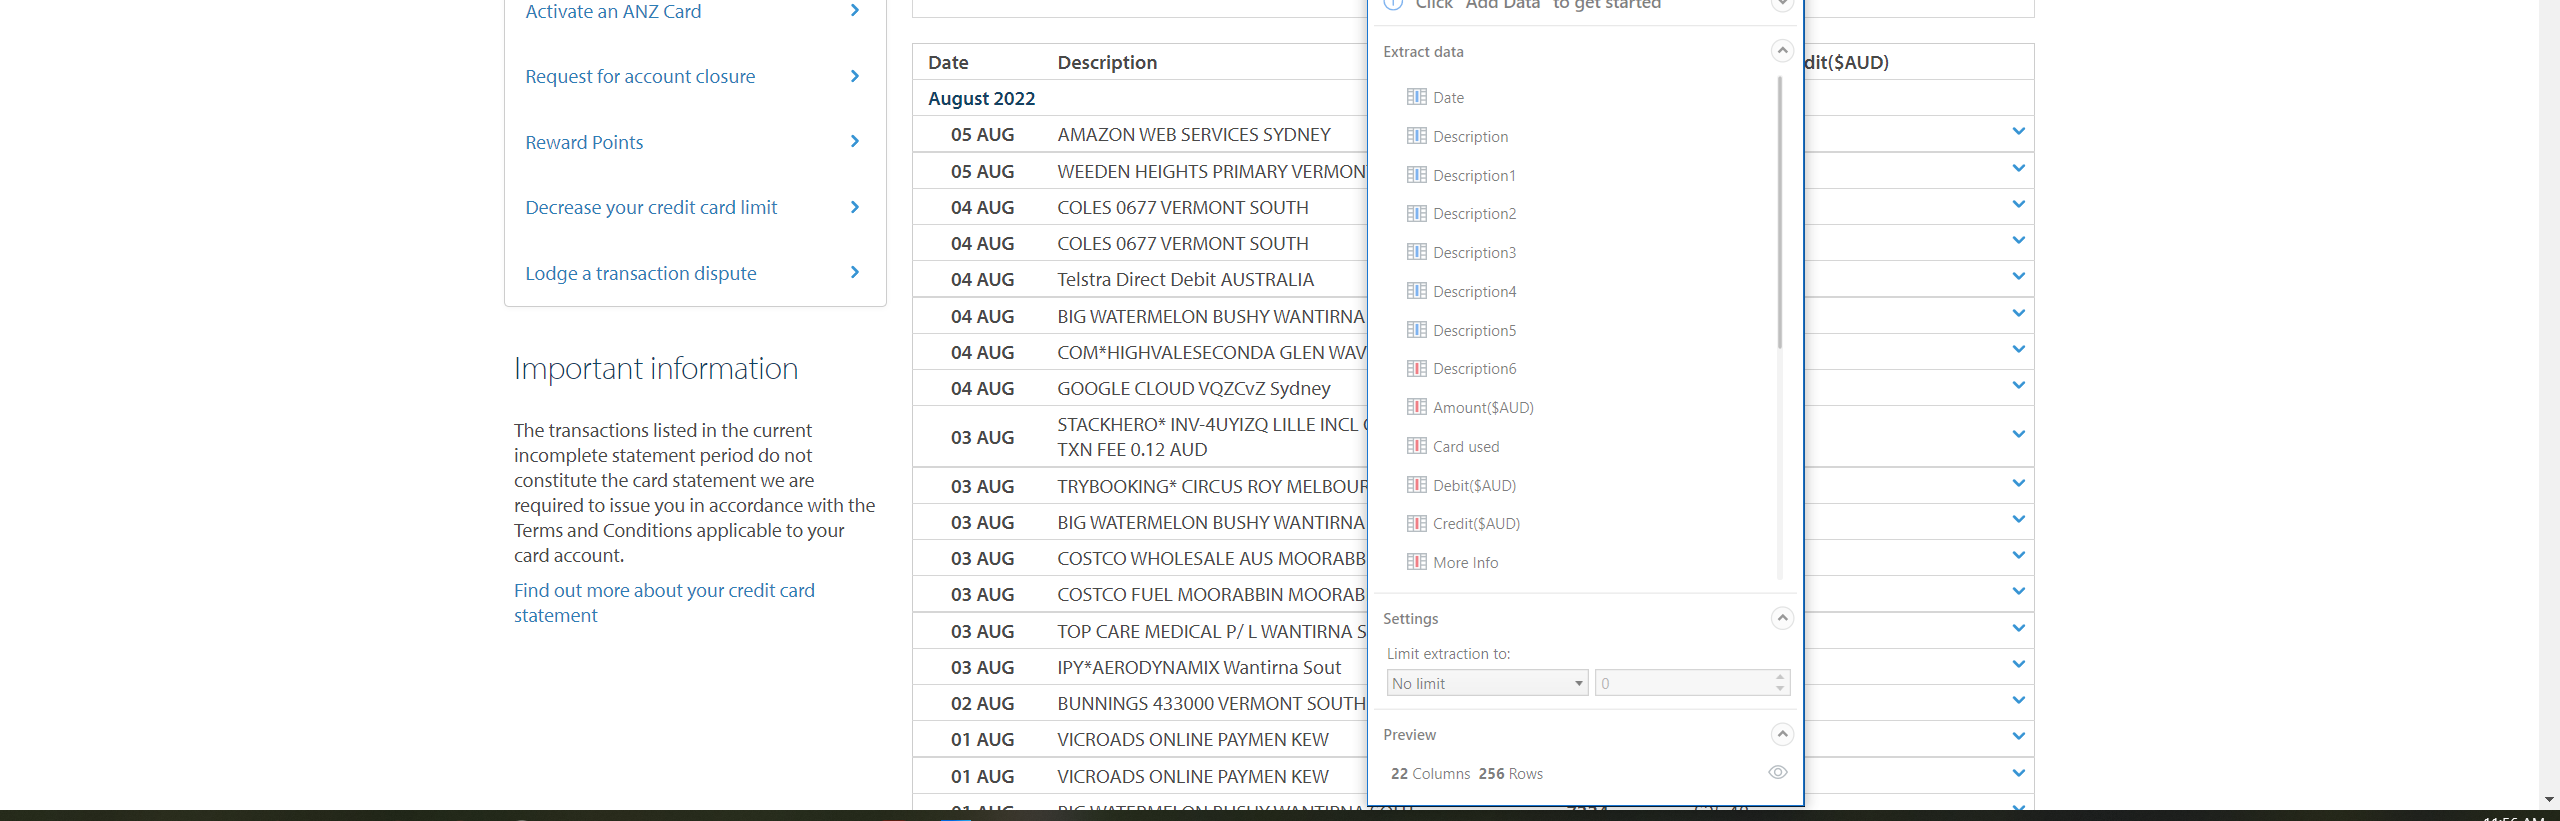 Activate an ANZ Card
Request for account closure
Reward Points
Decrease your credit card limit
Lodge a transaction dispute
Important information
The transactions listed in the current
incomplete statement period do not
constitute the card statement we are
required to issue you in accordance with the
Terms and Conditions applicable to your
card account.
Find out more about your credit card
statement
Date Description dit($AUD)
August 2022
05 AUG AMAZON WEB SERVICES SYDNEY
05 AUG WEEDEN HEIGHTS PRIMARY VERMON
04 AUG COLES 0677 VERMONT SOUTH
04 AUG COLES 0677 VERMONT SOUTH
04 AUG Telstra Direct Debit AUSTRALIA
04 AUG BIG WATERMELON BUSHY WANTIRNA
04 AUG COM*HIGHVALESECONDA GLEN WAV
04 AUG GOOGLE CLOUD VQZCvZ Sydney
03 AUG STACKHERO* INV-4UYIZQ LILLE INCL
TXN FEE 0.12 AUD
03 AUG TRYBOOKING* CIRCUS ROY MELBOUR
03 AUG BIG WATERMELON BUSHY WANTIRNA
03 AUG COSTCO WHOLESALE AUS MOORABB
03 AUG COSTCO FUEL MOORABBIN MOORAB
03 AUG TOP CARE MEDICAL P/ L WANTIRNA S
03 AUG IPY*AERODYNAMIX Wantirna Sout
02 AUG BUNNINGS 433000 VERMONT SOUTH
01 AUG VICROADS ONLINE PAYMEN KEW
01 AUG VICROADS ONLINE PAYMEN KEW
01 AUG BIG WATERMELON BUSHY WANTIRNA
Click "Add Data" to get started
Extract data
Date
Description
Description1
Description2
Description3
Description4
Description5
Description6
Amount($AUD)
Card used
Debit($AUD)
Credit($AUD)
More Info
Settings
Limit extraction to:
No limit 0
Preview
22 Columns 256 Rows